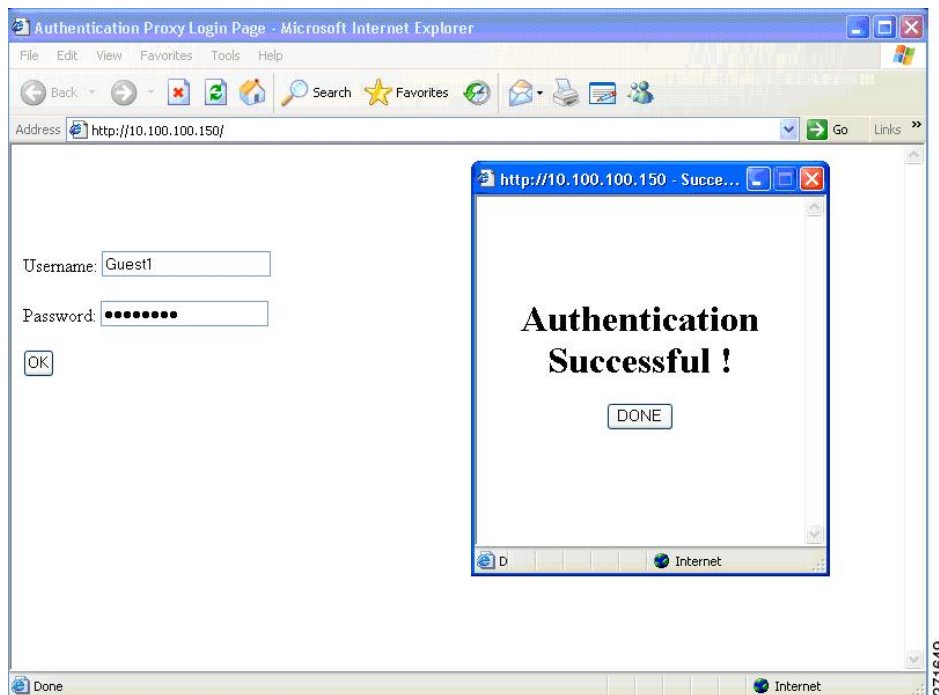 Authentication Proxy Login Page - Microsoft Internet Explorer
File Edit View Favorites Tools Help
Back Search Favorites
Address http://10.100.100.150/ Go Links »
http://10.100.100.150 - Succe...
Username: Guest1
Password: ••••••••
OK
Authentication
Successful !
DONE
D Internet
Done Internet
271649